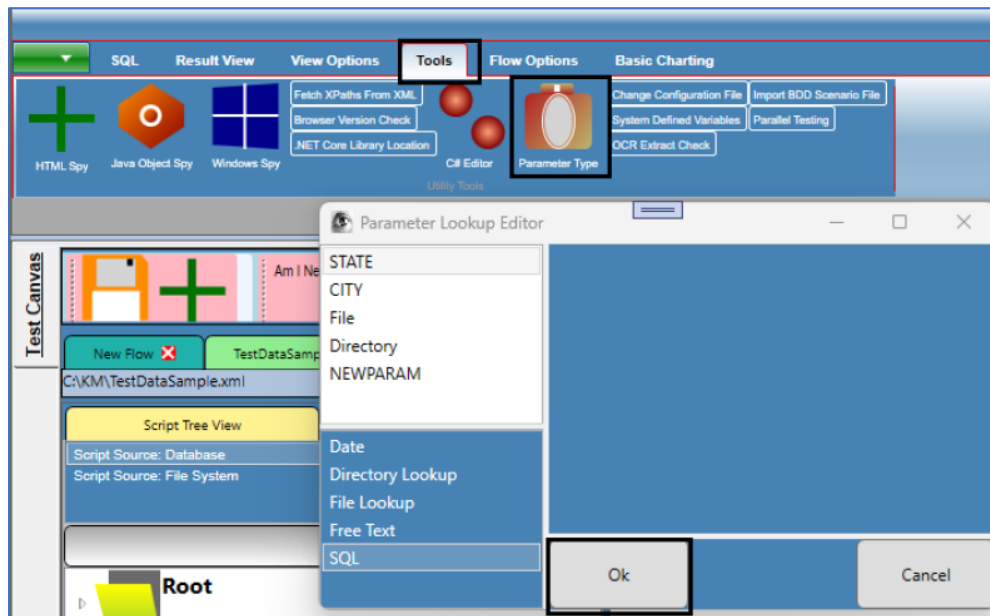 SQL Result View View Options Tools Flow Options Basic Charting
Fetch XPaths From XML
Browser Version Check
.NET Core Library Location
Change Configuration File Import BDD Scenario File
System Defined Variables Parallel Testing
OCR Extract Check
HTML Spy Java Object Spy Windows Spy C# Editor Parameter Type
Utility Tools
Parameter Lookup Editor
STATE
CITY
File
Directory
NEWPARAM
Date
Directory Lookup
File Lookup
Free Text
SQL
Ok Cancel
Test Canvas
Am I Ne
New Flow TestDataSamp
C:\KM\TestDataSample.xml
Script Tree View
Script Source: Database
Script Source: File System
Root